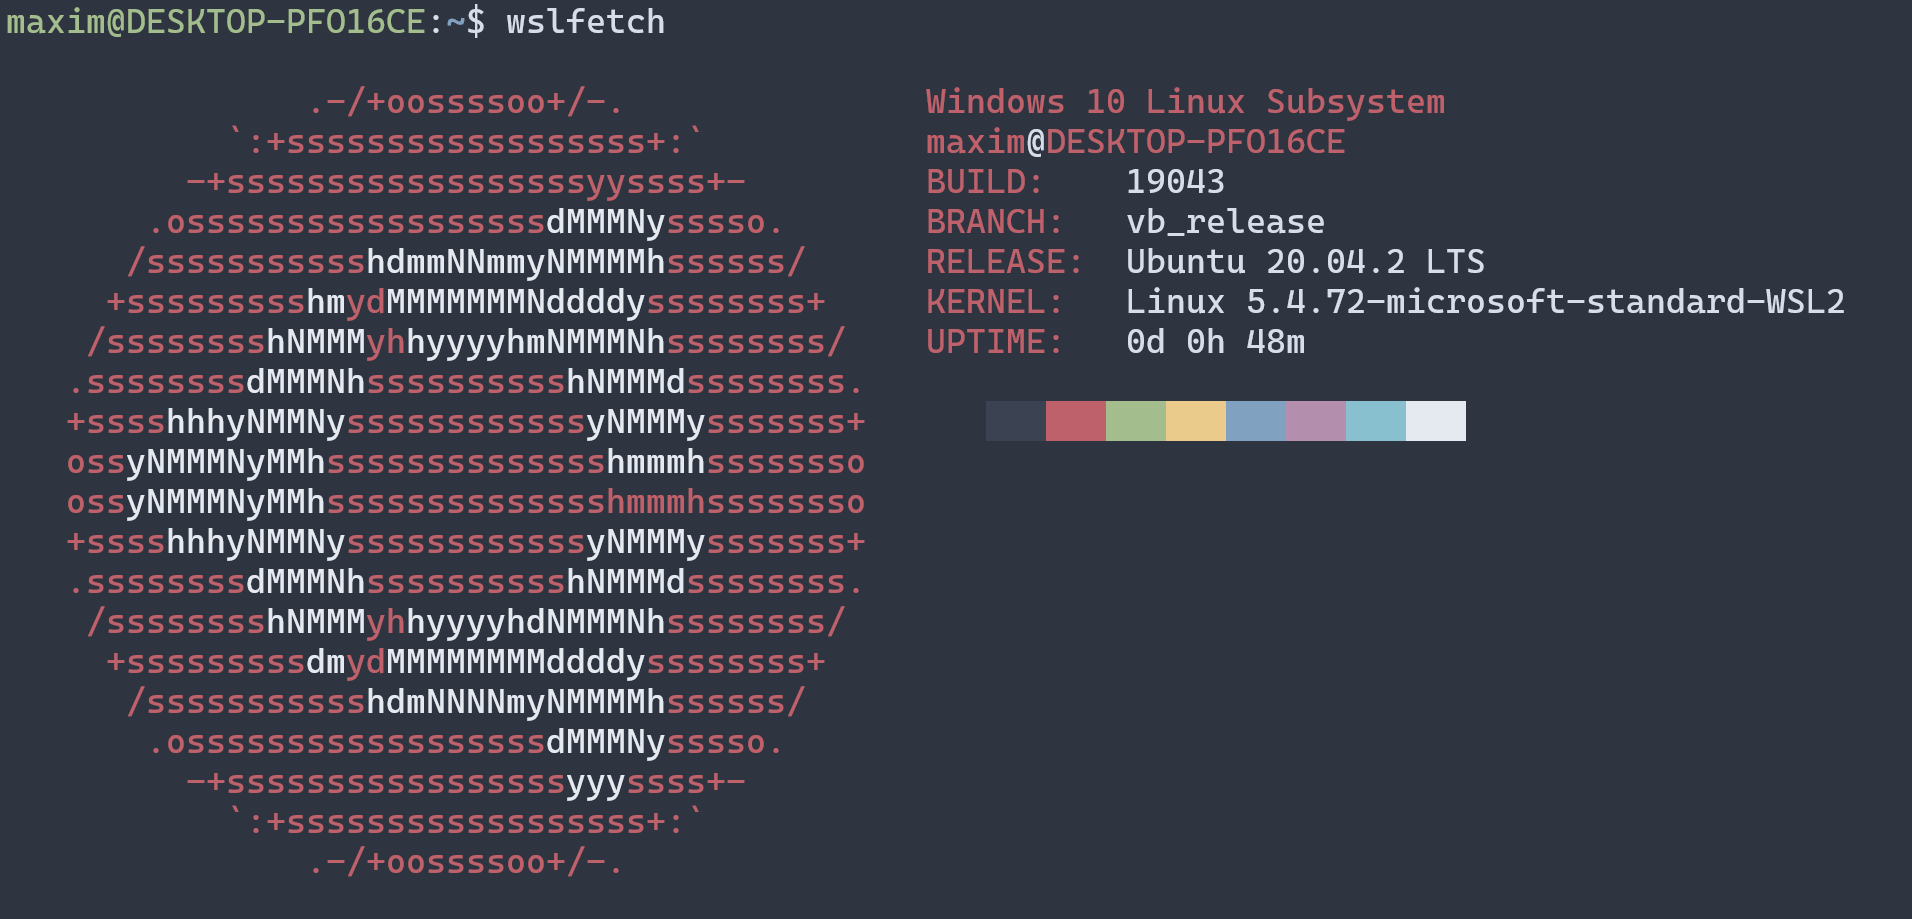 maxim@DESKTOP-PFO16CE:~$ wslfetch
.-/+oossssoo+/-. Windows 10 Linux Subsystem
`:+ssssssssssssssssss+:` maxim@DESKTOP-PFO16CE
-+ssssssssssssssssssyyssss+- BUILD: 19043
.ossssssssssssssssssdMMMNysssso. BRANCH: vb_release
/ssssssssssshdmmNNmmyNMMMMhssssss/ RELEASE: Ubuntu 20.04.2 LTS
+ssssssssshmydMMMMMMMNddddyssssssss+ KERNEL: Linux 5.4.72-microsoft-standard-WSL2
/sssssssshNMMMyhhyyyyhmNMMMNhssssssss/ UPTIME: 0d 0h 48m
.ssssssssdMMMNhsssssssssshNMMMdssssssss.
+sssshhhyNMMNyssssssssssssyNMMMysssssss+
ossyNMMMNyMMhsssssssssssssshmmmhssssssso
ossyNMMMNyMMhsssssssssssssshmmmhssssssso
+sssshhhyNMMNyssssssssssssyNMMMysssssss+
.ssssssssdMMMNhsssssssssshNMMMdssssssss.
/sssssssshNMMMyhhyyyyhdNMMMNhssssssss/
+sssssssssdmydMMMMMMMMddddyssssssss+
/ssssssssssshdmNNNNmyNMMMMhssssss/
.ossssssssssssssssssdMMMNysssso.
-+sssssssssssssssssyyyssss+-
`:+ssssssssssssssssss+:`
.-/+oossssoo+/-.